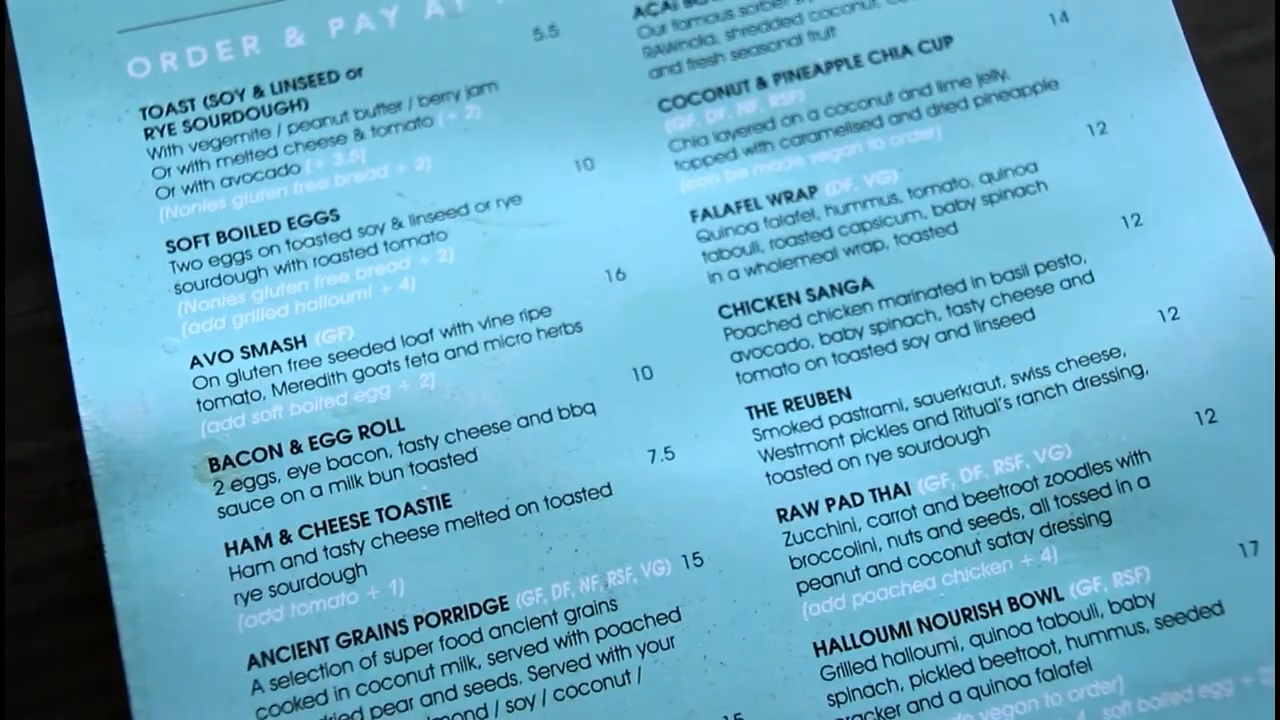 ORDER & PAY AT
5.5
TOAST (SOY & LINSEED or
RYE SOURDOUGH)
With vegemite / peanut butter / berry jam
Or with melted cheese & tomato (+ 2)
Or with avocado (+ 3.5)
(Nonies gluten free bread + 2)
10
SOFT BOILED EGGS
Two eggs on toasted soy & linseed or rye
sourdough with roasted tomato
(Nonies gluten free bread + 2)
(add grilled halloumi + 4)
16
AVO SMASH (GF)
On gluten free seeded loaf with vine ripe
tomato, Meredith goats feta and micro herbs
(add soft boiled egg + 2)
10
BACON & EGG ROLL
2 eggs, eye bacon, tasty cheese and bbq
sauce on a milk bun toasted
7.5
HAM & CHEESE TOASTIE
Ham and tasty cheese melted on toasted
rye sourdough
(add tomato + 1)
ANCIENT GRAINS PORRIDGE (GF, DF, NF, RSF, VG) 15
A selection of super food ancient grains
cooked in coconut milk, served with poached
dried pear and seeds. Served with your
/ soy / coconut /
ACAI
Our famous sorbet
RAWnola, shredded coconut,
and fresh seasonal fruit
14
COCONUT & PINEAPPLE CHIA CUP
(GF, DF, NF, RSF)
Chia layered on a coconut and lime jelly,
topped with caramelised and dried pineapple
(can be made vegan to order)
12
FALAFEL WRAP (DF, VG)
Quinoa falafel, hummus, tomato, quinoa
tabouli, roasted capsicum, baby spinach
in a wholemeal wrap, toasted
12
CHICKEN SANGA
Poached chicken marinated in basil pesto,
avocado, baby spinach, tasty cheese and
tomato on toasted soy and linseed
12
THE REUBEN
Smoked pastrami, sauerkraut, swiss cheese,
Westmont pickles and Ritual's ranch dressing,
toasted on rye sourdough
12
RAW PAD THAI (GF, DF, RSF, VG)
Zucchini, carrot and beetroot zoodles with
broccolini, nuts and seeds, all tossed in a
peanut and coconut satay dressing
(add poached chicken + 4)
17
HALLOUMI NOURISH BOWL (GF, RSF)
Grilled halloumi, quinoa tabouli, baby
spinach, pickled beetroot, hummus, seeded
cracker and a quinoa falafel
vegan to order)
soft boiled egg + 2